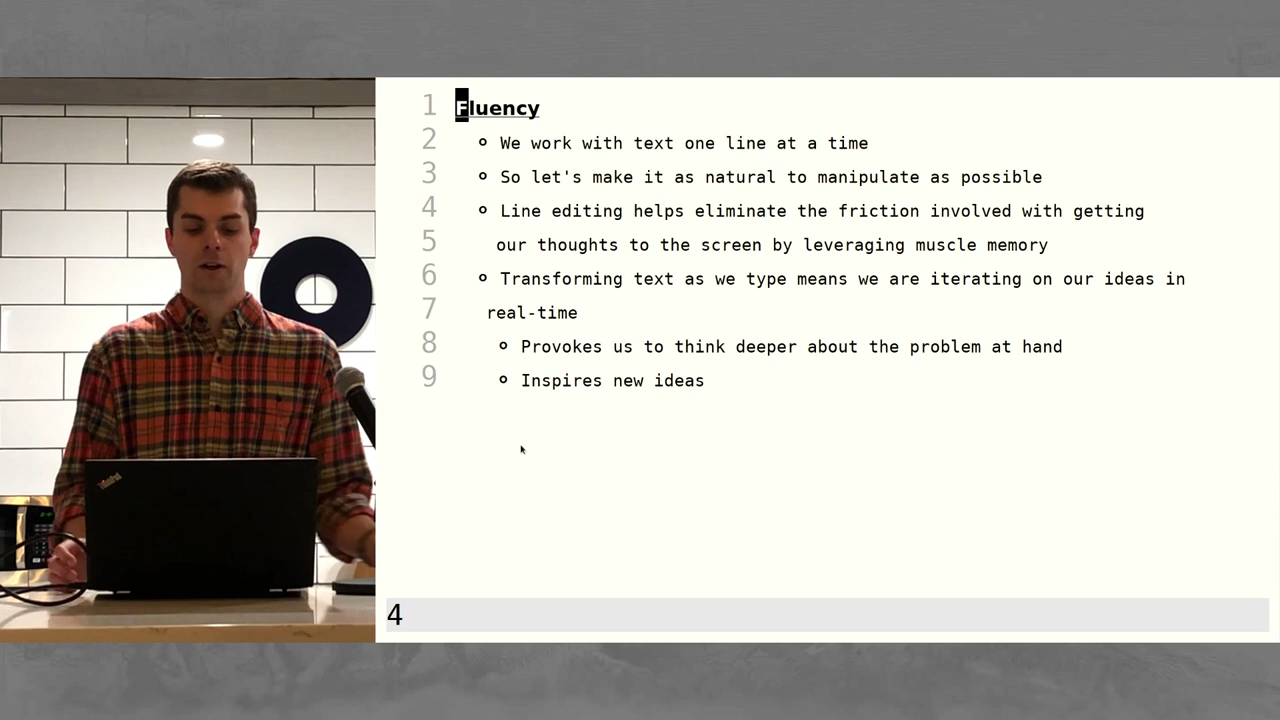 1 Fluency
2 ⚬ We work with text one line at a time
3 ⚬ So let's make it as natural to manipulate as possible
4 ⚬ Line editing helps eliminate the friction involved with getting
5 our thoughts to the screen by leveraging muscle memory
6 ⚬ Transforming text as we type means we are iterating on our ideas in
7 real-time
8 ⚬ Provokes us to think deeper about the problem at hand
9 ⚬ Inspires new ideas
ThinkPad
4